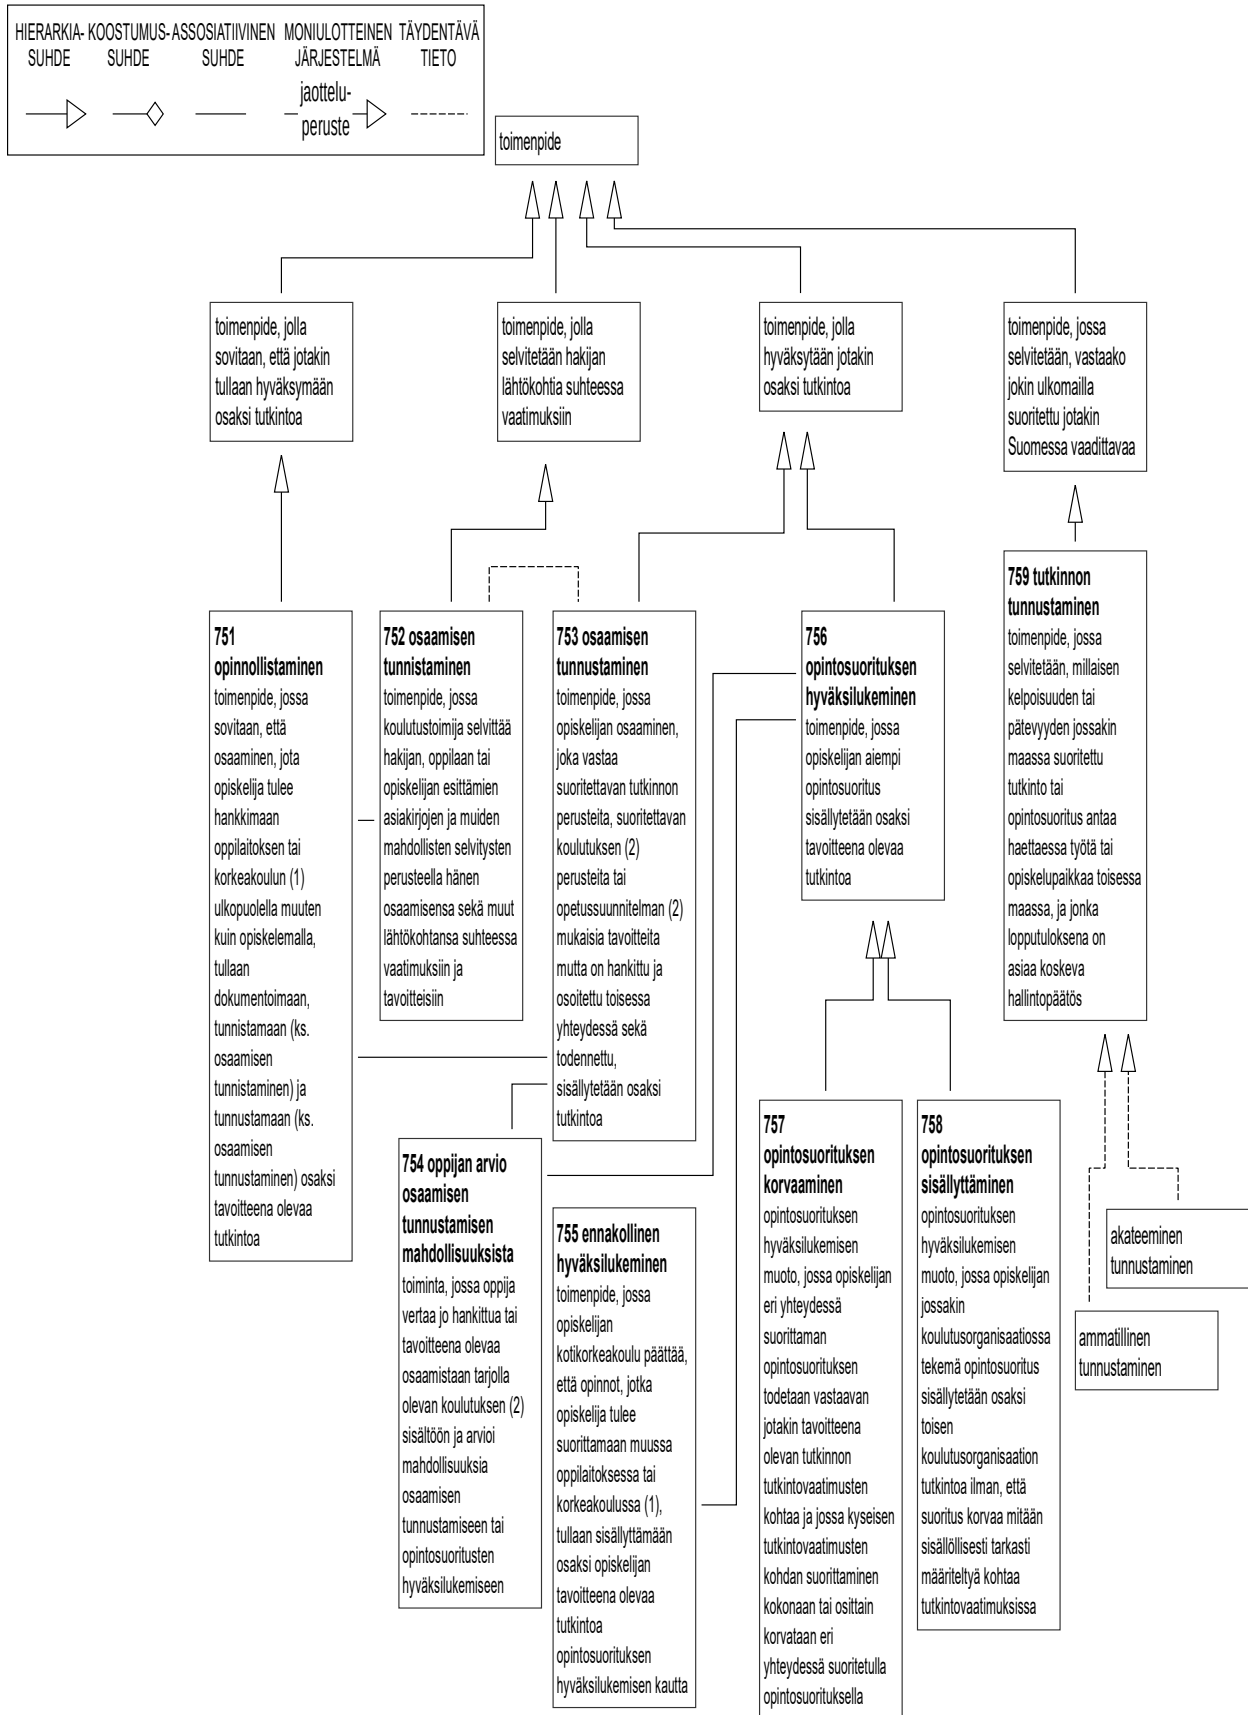 HIERARKIA- KOOSTUMUS- ASSOSIATIIVINEN MONIULOTTEINEN TÄYDENTÄVÄ
SUHDE SUHDE SUHDE JÄRJESTELMÄ TIETO
jaottelu-
peruste
toimenpide
toimenpide, jolla
sovitaan, että jotakin
tullaan hyväksymään
osaksi tutkintoa
toimenpide, jolla
selvitetään hakijan
lähtökohtia suhteessa
vaatimuksiin
toimenpide, jolla
hyväksytään jotakin
osaksi tutkintoa
toimenpide, jossa
selvitetään, vastaako
jokin ulkomailla
suoritettu jotakin
Suomessa vaadittavaa
751
opinnollistaminen
toimenpide, jossa
sovitaan, että
osaaminen, jota
opiskelija tulee
hankkimaan
oppilaitoksen tai
korkeakoulun (1)
ulkopuolella muuten
kuin opiskelemalla,
tullaan
dokumentoimaan,
tunnistamaan (ks.
osaamisen
tunnistaminen) ja
tunnustamaan (ks.
osaamisen
tunnustaminen) osaksi
tavoitteena olevaa
tutkintoa
752 osaamisen
tunnistaminen
toimenpide, jossa
koulutustoimija selvittää
hakijan, oppilaan tai
opiskelijan esittämien
asiakirjojen ja muiden
mahdollisten selvitysten
perusteella hänen
osaamisensa sekä muut
lähtökohtansa suhteessa
vaatimuksiin ja
tavoitteisiin
753 osaamisen
tunnustaminen
toimenpide, jossa
opiskelijan osaaminen,
joka vastaa
suoritettavan tutkinnon
perusteita, suoritettavan
koulutuksen (2)
perusteita tai
opetussuunnitelman (2)
mukaisia tavoitteita
mutta on hankittu ja
osoitettu toisessa
yhteydessä sekä
todennettu,
sisällytetään osaksi
tutkintoa
756
opintosuorituksen
hyväksilukeminen
toimenpide, jossa
opiskelijan aiempi
opintosuoritus
sisällytetään osaksi
tavoitteena olevaa
tutkintoa
759 tutkinnon
tunnustaminen
toimenpide, jossa
selvitetään, millaisen
kelpoisuuden tai
pätevyyden jossakin
maassa suoritettu
tutkinto tai
opintosuoritus antaa
haettaessa työtä tai
opiskelupaikkaa toisessa
maassa, ja jonka
lopputuloksena on
asiaa koskeva
hallintopäätös
754 oppijan arvio
osaamisen
tunnustamisen
mahdollisuuksista
toiminta, jossa oppija
vertaa jo hankittua tai
tavoitteena olevaa
osaamistaan tarjolla
olevan koulutuksen (2)
sisältöön ja arvioi
mahdollisuuksia
osaamisen
tunnustamiseen tai
opintosuoritusten
hyväksilukemiseen
755 ennakollinen
hyväksilukeminen
toimenpide, jossa
opiskelijan
kotikorkeakoulu päättää,
että opinnot, jotka
opiskelija tulee
suorittamaan muussa
oppilaitoksessa tai
korkeakoulussa (1),
tullaan sisällyttämään
osaksi opiskelijan
tavoitteena olevaa
tutkintoa
opintosuorituksen
hyväksilukemisen kautta
757
opintosuorituksen
korvaaminen
opintosuorituksen
hyväksilukemisen
muoto, jossa opiskelijan
eri yhteydessä
suorittaman
opintosuorituksen
todetaan vastaavan
jotakin tavoitteena
olevan tutkinnon
tutkintovaatimusten
kohtaa ja jossa kyseisen
tutkintovaatimusten
kohdan suorittaminen
kokonaan tai osittain
korvataan eri
yhteydessä suoritetulla
opintosuorituksella
758
opintosuorituksen
sisällyttäminen
opintosuorituksen
hyväksilukemisen
muoto, jossa opiskelijan
jossakin
koulutusorganisaatiossa
tekemä opintosuoritus
sisällytetään osaksi
toisen
koulutusorganisaation
tutkintoa ilman, että
suoritus korvaa mitään
sisällöllisesti tarkasti
määriteltyä kohtaa
tutkintovaatimuksissa
akateeminen
tunnustaminen
ammatillinen
tunnustaminen